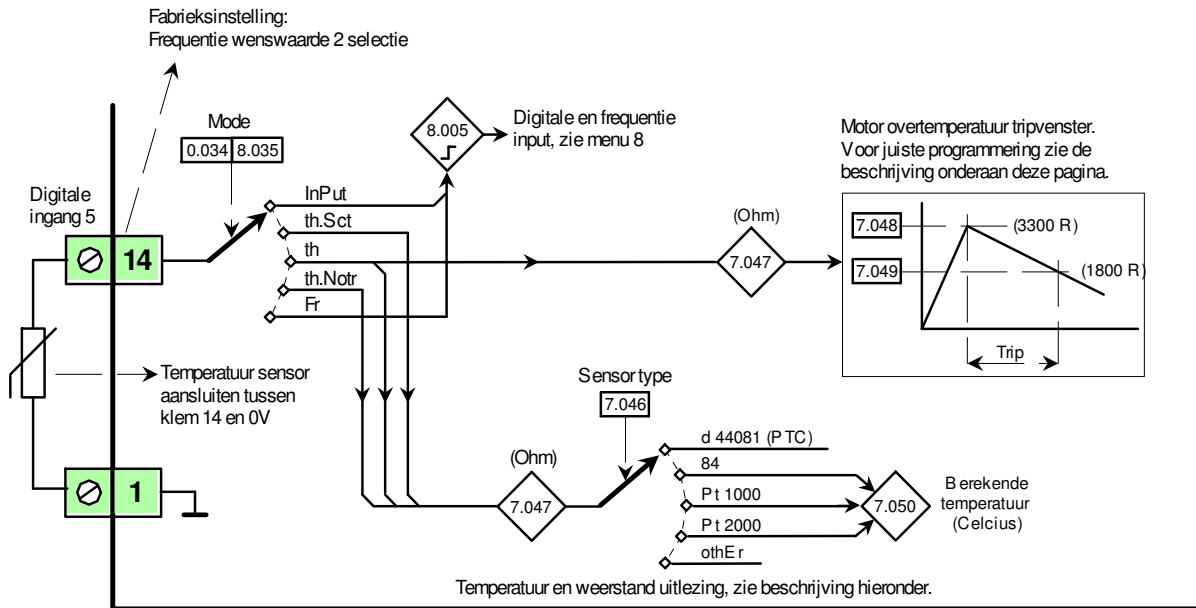 Fabrieksinstelling:
Frequentie wenswaarde 2 selectie
Mode
0.034 8.035
8.005
Digitale en frequentie
input, zie menu 8
Motor overtemperatuur tripvenster.
Voor juiste programmering zie de
beschrijving onderaan deze pagina.
Digitale
ingang 5
14
InPut
th.Sct
th
th.Notr
Fr
(Ohm)
7.047
7.048
(3300 R)
7.049
(1800 R)
Trip
Temperatuur sensor
aansluiten tussen
klem 14 en 0V
1
Sensor type
7.046
(Ohm)
7.047
d 44081 (PTC)
84
Pt 1000
Pt 2000
othEr
7.050
Berekende
temperatuur
(Celcius)
Temperatuur en weerstand uitlezing, zie beschrijving hieronder.